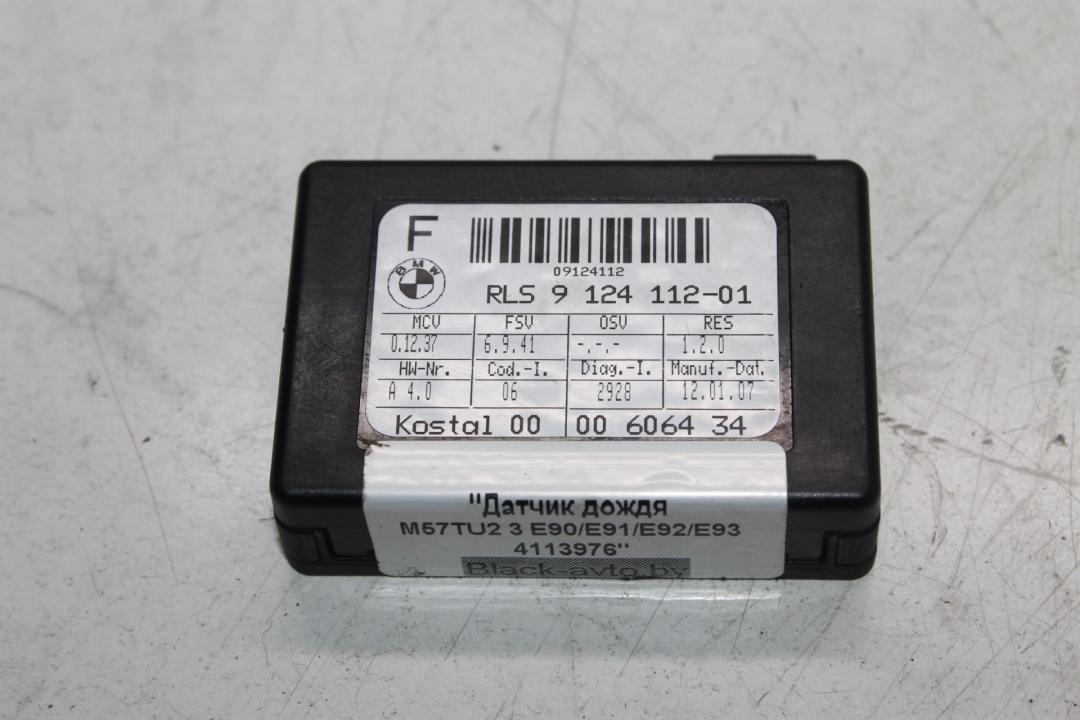 F
BMW
09124112
RLS 9 124 112-01
MCV FSV OSV RES
0.12.37 6.9.41 -.-.- 1.2.0
HW-Nr. Cod.-I. Diag.-I. Manuf.-Dat.
A 4.0 06 2928 12.01.07
Kostal 00 00 6064 34
"Датчик дождя
M57TU2 3 E90/E91/E92/E93
4113976"
Black-avto.by